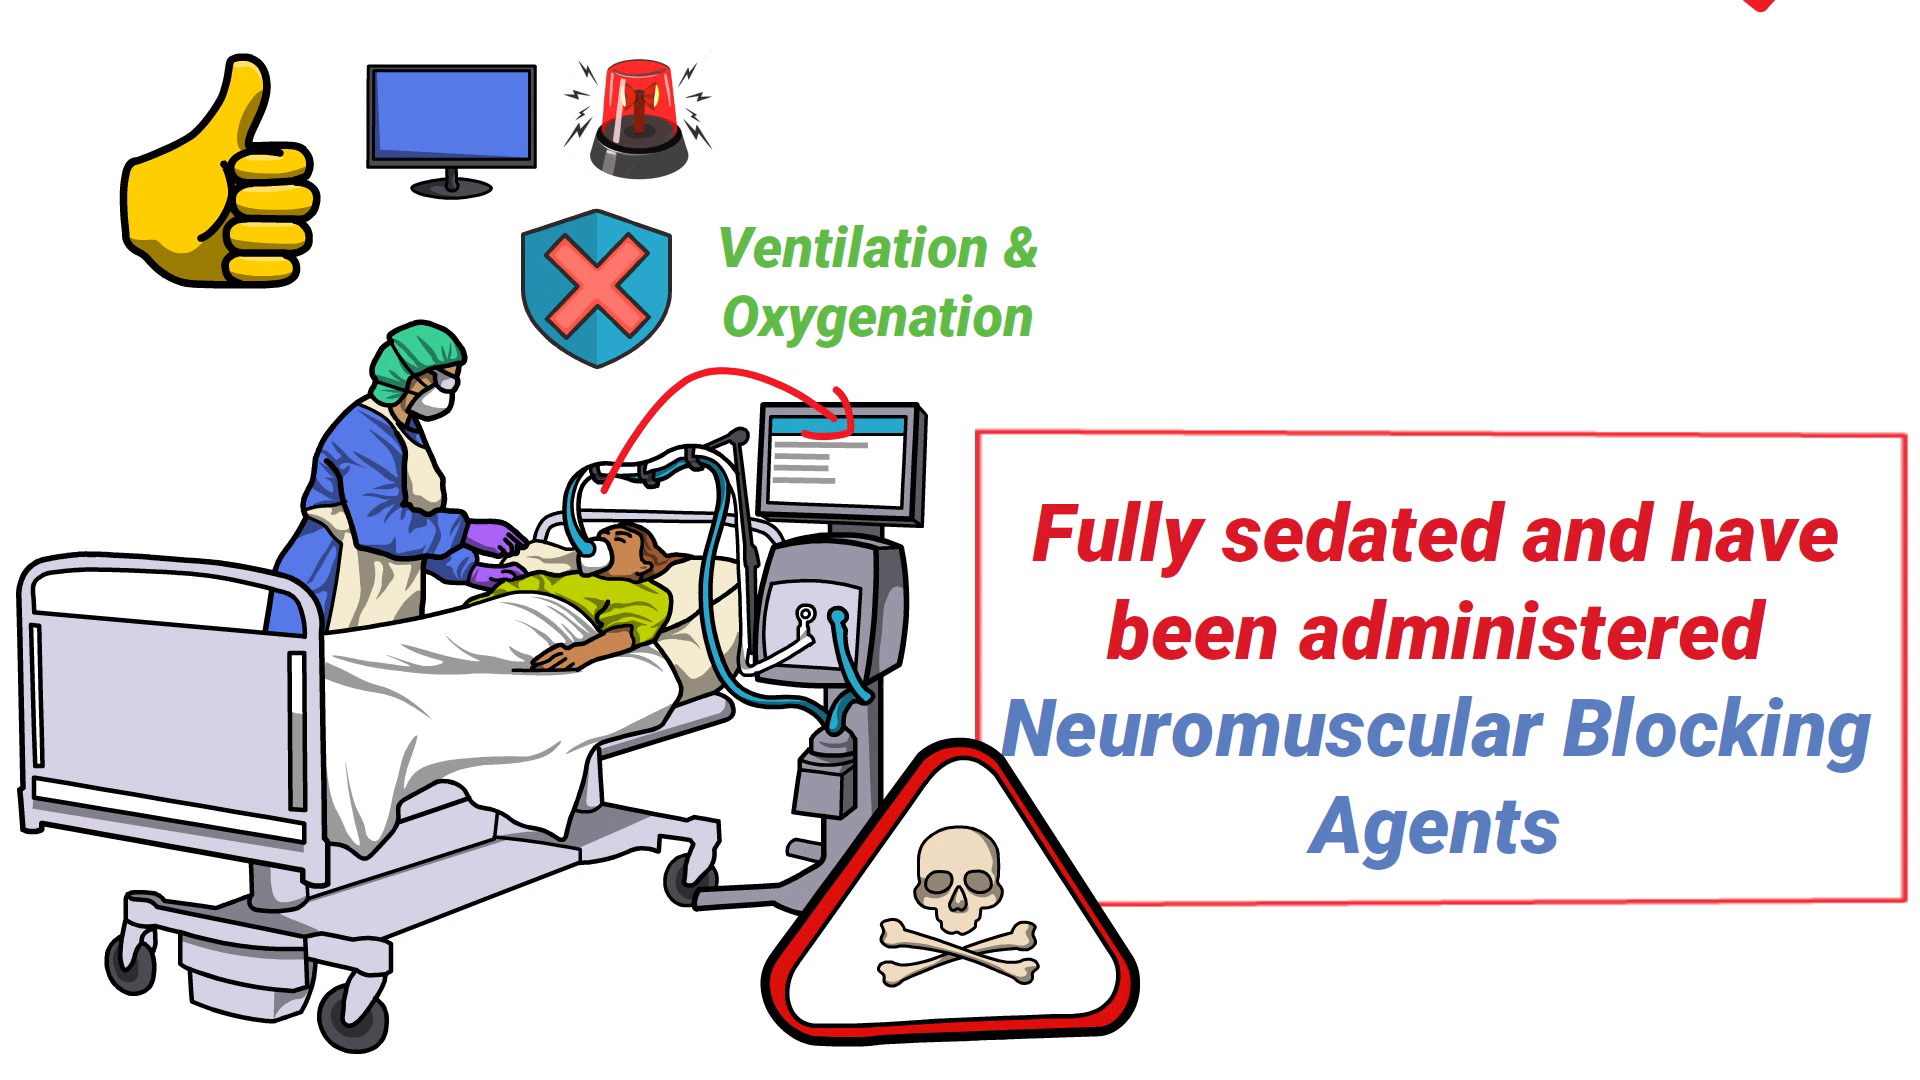 Ventilation &
Oxygenation
Fully sedated and have
been administered
Neuromuscular Blocking
Agents